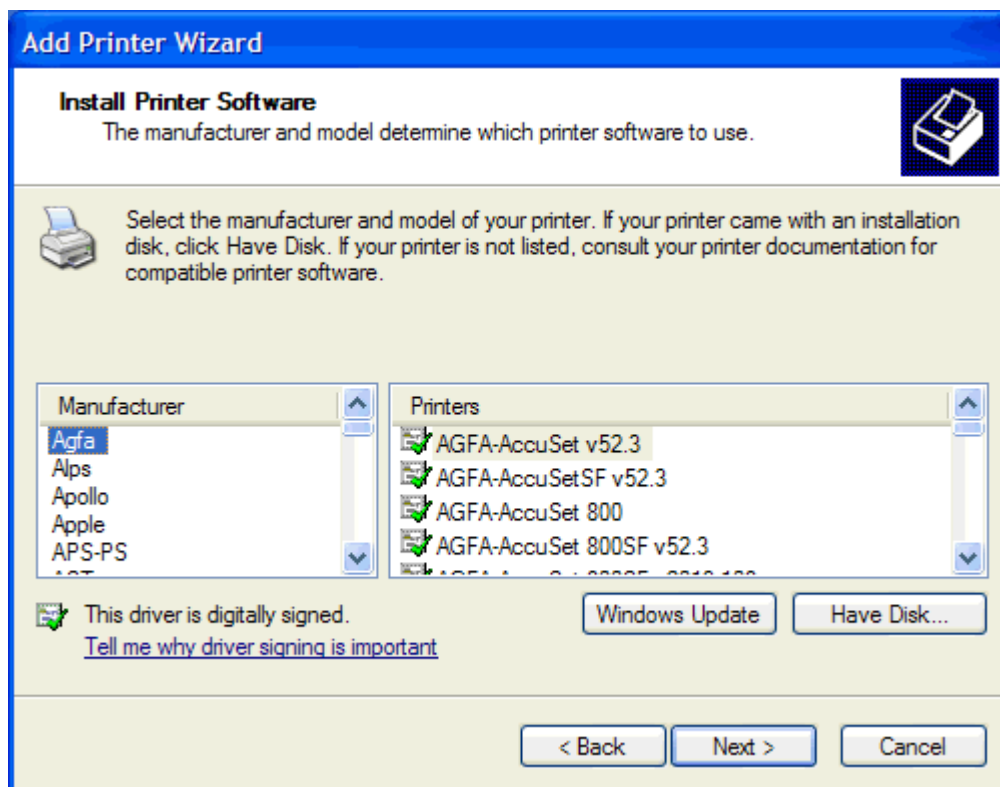 Add Printer Wizard
Install Printer Software
The manufacturer and model determine which printer software to use.
Select the manufacturer and model of your printer. If your printer came with an installation
disk, click Have Disk. If your printer is not listed, consult your printer documentation for
compatible printer software.
Manufacturer
Agfa
Alps
Apollo
Apple
APS-PS
Printers
AGFA-AccuSet v52.3
AGFA-AccuSetSF v52.3
AGFA-AccuSet 800
AGFA-AccuSet 800SF v52.3
This driver is digitally signed.
Tell me why driver signing is important
Windows Update
Have Disk...
< Back
Next >
Cancel